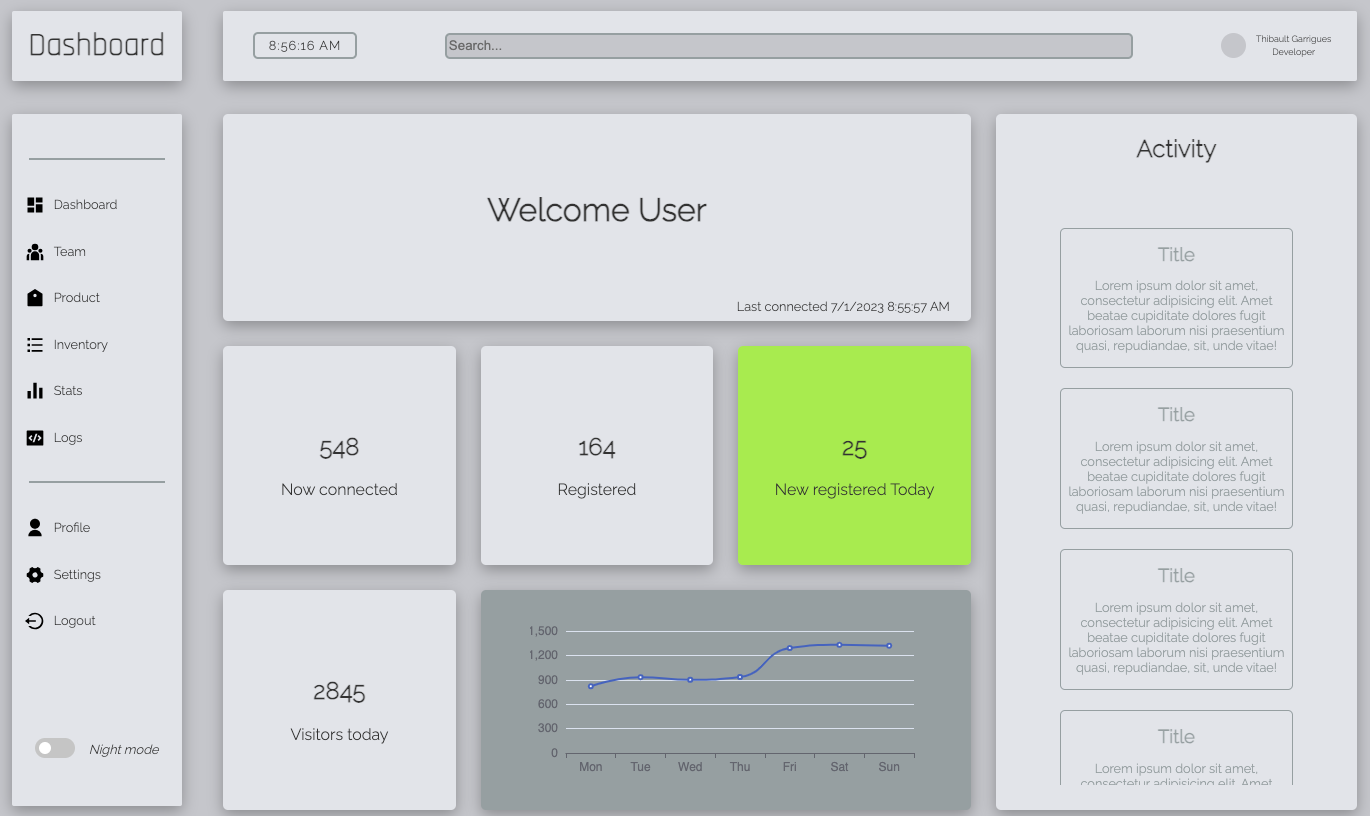 Dashboard
8:56:16 AM
Search...
Thibault Garrigues
Developer
Dashboard
Team
Product
Inventory
Stats
Logs
Profile
Settings
Logout
Night mode
Welcome User
Last connected 7/1/2023 8:55:57 AM
548
Now connected
164
Registered
25
New registered Today
2845
Visitors today
1,500
1,200
900
600
300
0
Mon Tue Wed Thu Fri Sat Sun
Activity
Title
Lorem ipsum dolor sit amet,
consectetur adipisicing elit. Amet
beatae cupiditate dolores fugit
laboriosam laborum nisi praesentium
quasi, repudiandae, sit, unde vitae!
Title
Lorem ipsum dolor sit amet,
consectetur adipisicing elit. Amet
beatae cupiditate dolores fugit
laboriosam laborum nisi praesentium
quasi, repudiandae, sit, unde vitae!
Title
Lorem ipsum dolor sit amet,
consectetur adipisicing elit. Amet
beatae cupiditate dolores fugit
laboriosam laborum nisi praesentium
quasi, repudiandae, sit, unde vitae!
Title
Lorem ipsum dolor sit amet,
consectetur adipisicing elit. Amet